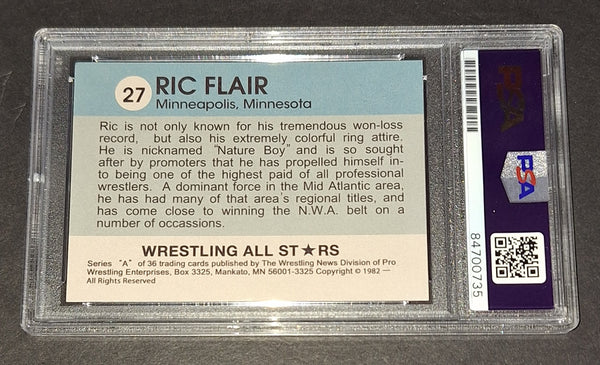 27 RIC FLAIR
Minneapolis, Minnesota
Ric is not only known for his tremendous won-loss
record, but also his extremely colorful ring attire.
He is nicknamed "Nature Boy" and is so sought
after by promoters that he has propelled himself in-
to being one of the highest paid of all professional
wrestlers. A dominant force in the Mid Atlantic area,
he has had many of that area's regional titles, and
has come close to winning the N.W.A. belt on a
number of occassions.
WRESTLING ALL ST★RS
Series "A" of 36 trading cards published by The Wrestling News Division of Pro
Wrestling Enterprises, Box 3325, Mankato, MN 56001-3325 Copyright © 1982 —
All Rights Reserved
PSA
PSA
84700735